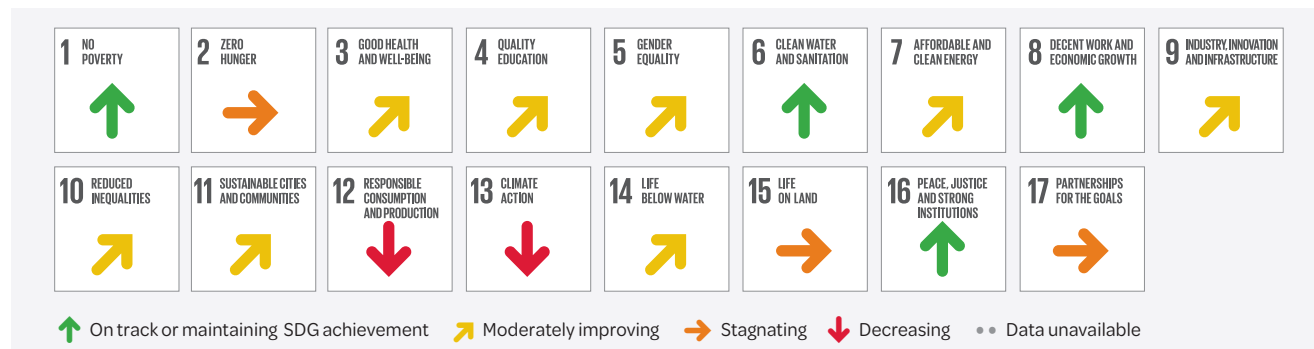 1 NO
POVERTY
2 ZERO
HUNGER
3 GOOD HEALTH
AND WELL-BEING
4 QUALITY
EDUCATION
5 GENDER
EQUALITY
6 CLEAN WATER
AND SANITATION
7 AFFORDABLE AND
CLEAN ENERGY
8 DECENT WORK AND
ECONOMIC GROWTH
9 INDUSTRY, INNOVATION
AND INFRASTRUCTURE
10 REDUCED
INEQUALITIES
11 SUSTAINABLE CITIES
AND COMMUNITIES
12 RESPONSIBLE
CONSUMPTION
AND PRODUCTION
13 CLIMATE
ACTION
14 LIFE
BELOW WATER
15 LIFE
ON LAND
16 PEACE, JUSTICE
AND STRONG
INSTITUTIONS
17 PARTNERSHIPS
FOR THE GOALS
On track or maintaining SDG achievement Moderately improving Stagnating Decreasing Data unavailable